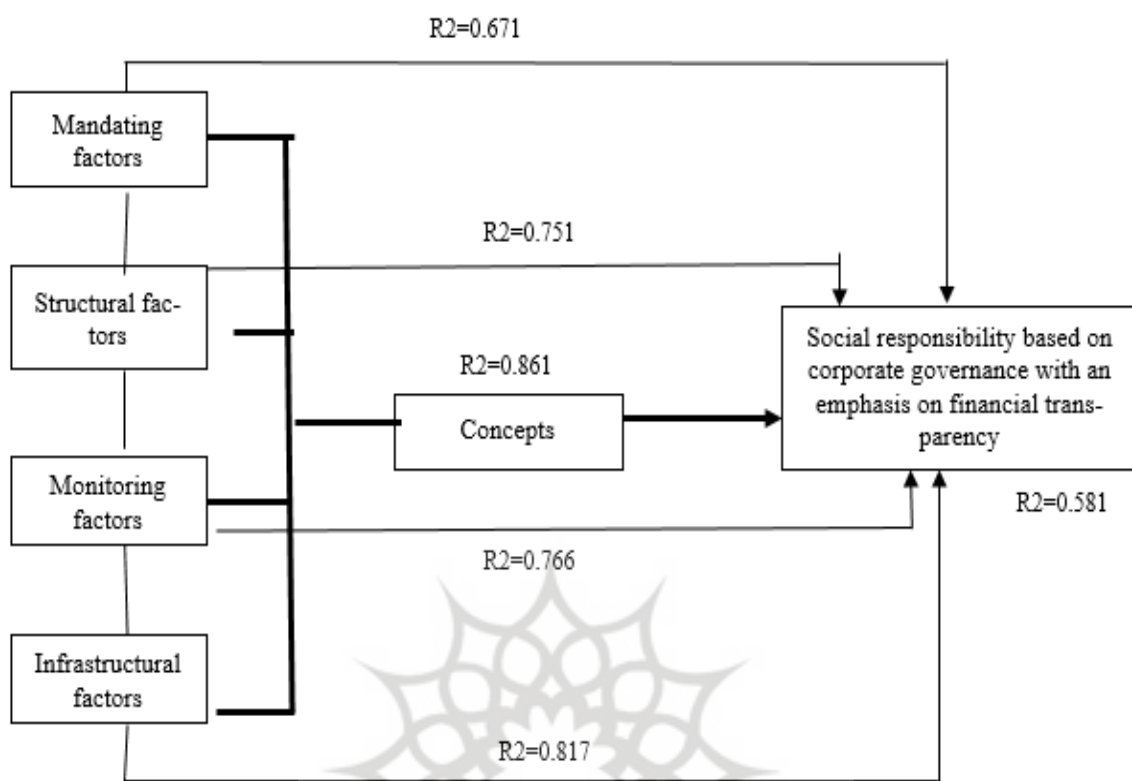 R2=0.671
Mandating
factors
R2=0.751
Structural fac-
tors
Social responsibility based on
corporate governance with an
emphasis on financial trans-
parency
R2=0.861
Concepts
Monitoring
factors
R2=0.581
R2=0.766
Infrastructural
factors
R2=0.817